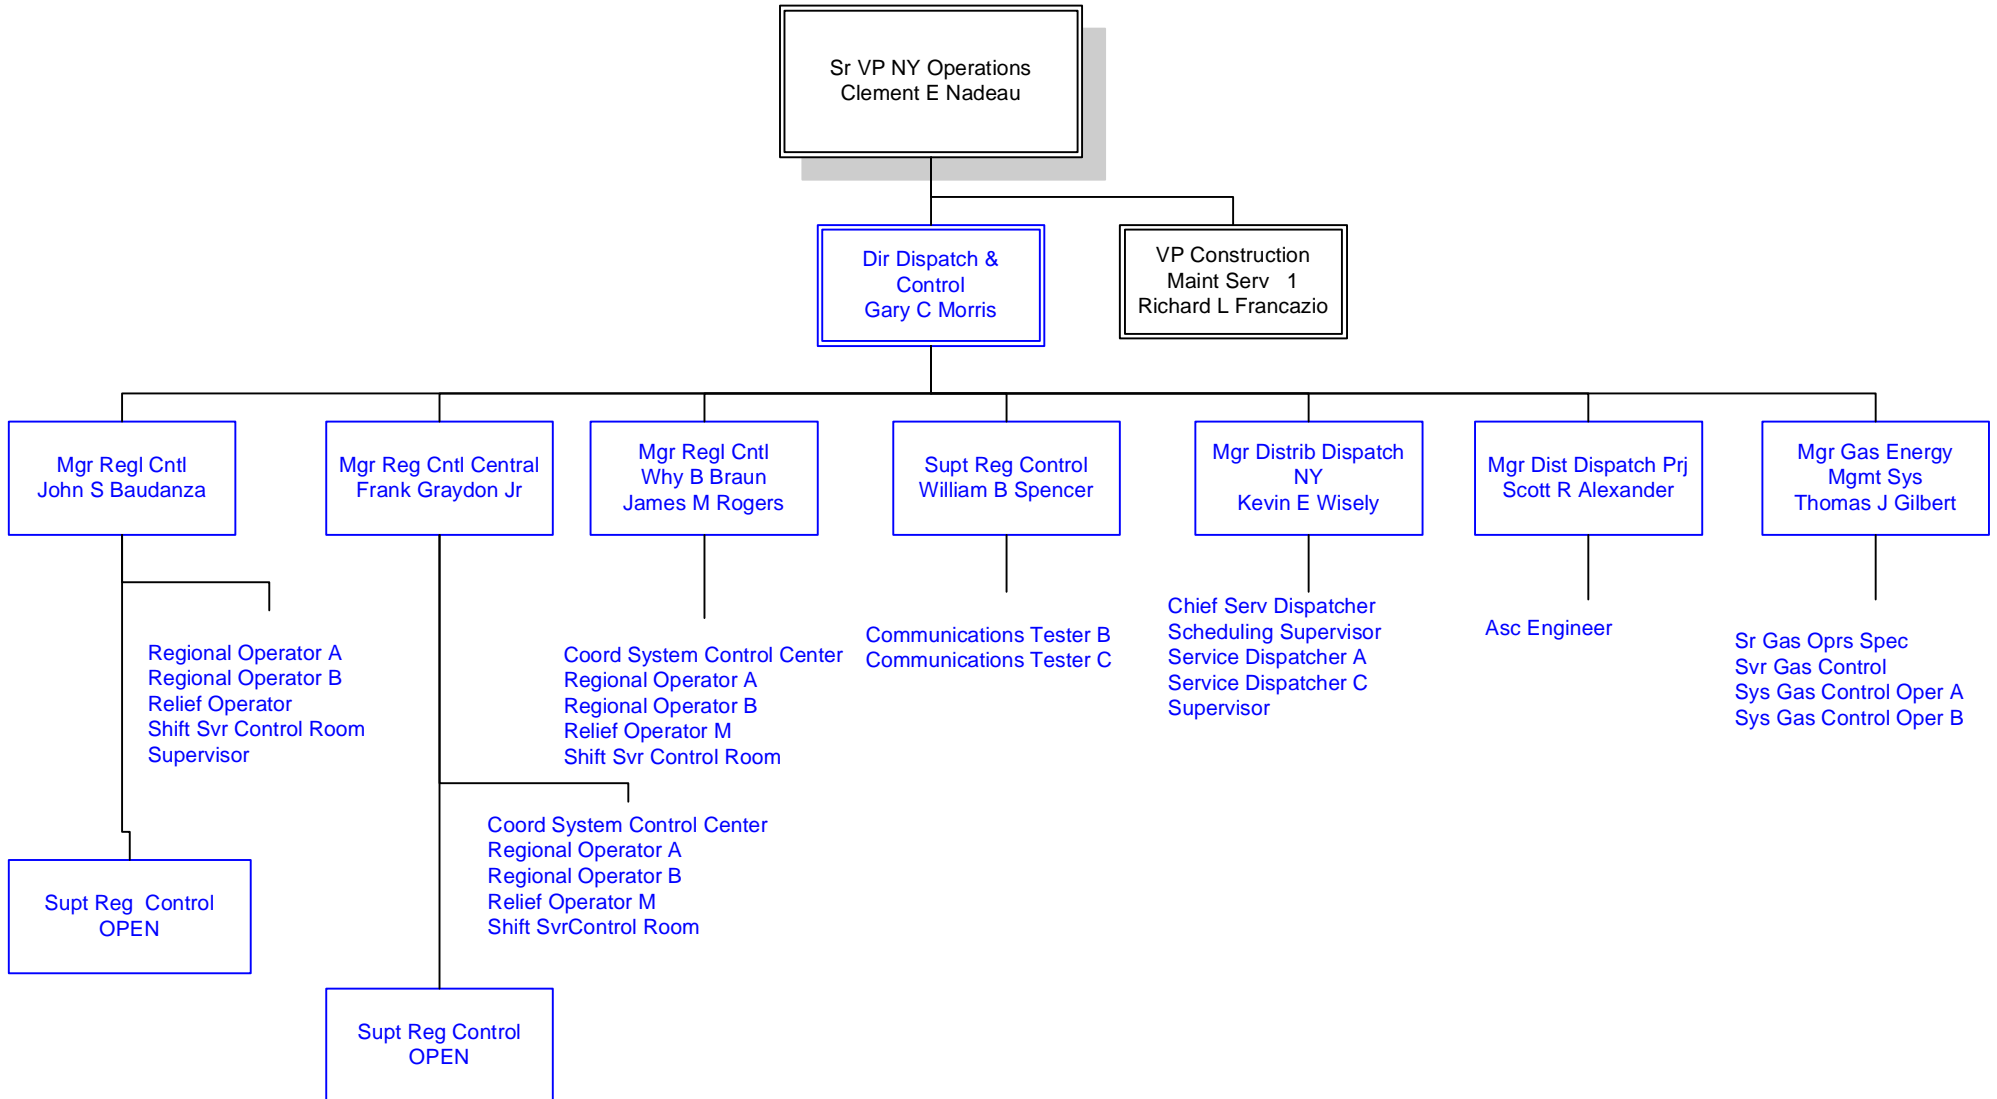 Sr VP NY Operations
Clement E Nadeau
Dir Dispatch &
Control
Gary C Morris
VP Construction
Maint Serv 1
Richard L Francazio
Mgr Regl Cntl
John S Baudanza
Mgr Reg Cntl Central
Frank Graydon Jr
Mgr Regl Cntl
Why B Braun
James M Rogers
Supt Reg Control
William B Spencer
Mgr Distrib Dispatch
NY
Kevin E Wisely
Mgr Dist Dispatch Prj
Scott R Alexander
Mgr Gas Energy
Mgmt Sys
Thomas J Gilbert
Regional Operator A
Regional Operator B
Relief Operator
Shift Svr Control Room
Supervisor
Coord System Control Center
Regional Operator A
Regional Operator B
Relief Operator M
Shift Svr Control Room
Communications Tester B
Communications Tester C
Chief Serv Dispatcher
Scheduling Supervisor
Service Dispatcher A
Service Dispatcher C
Supervisor
Asc Engineer
Sr Gas Oprs Spec
Svr Gas Control
Sys Gas Control Oper A
Sys Gas Control Oper B
Coord System Control Center
Regional Operator A
Regional Operator B
Relief Operator M
Shift SvrControl Room
Supt Reg Control
OPEN
Supt Reg Control
OPEN